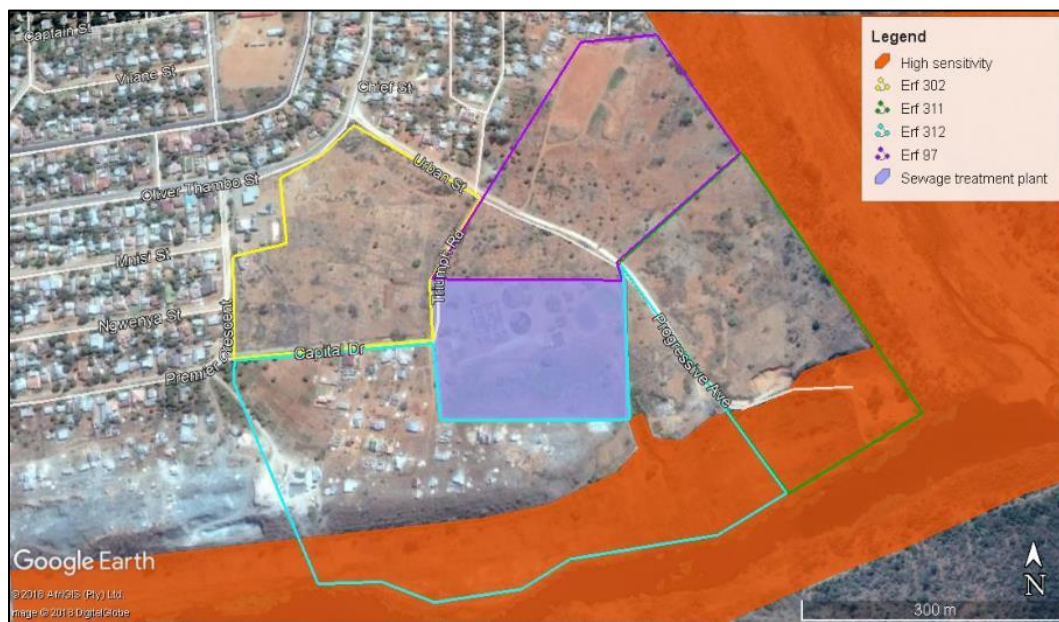 Captain St
Vilane St
Chief St
Oliver Thambo St
Urban St
Mnisi St
Triumph Rd
Ngwenya St
Premier Crescent
Capital Dr
Progressive Ave
Legend
High sensitivity
Erf 302
Erf 311
Erf 312
Erf 97
Sewage treatment plant
Google Earth
© 2018 AfriGIS (Pty) Ltd.
Image © 2018 DigitalGlobe
N
300 m